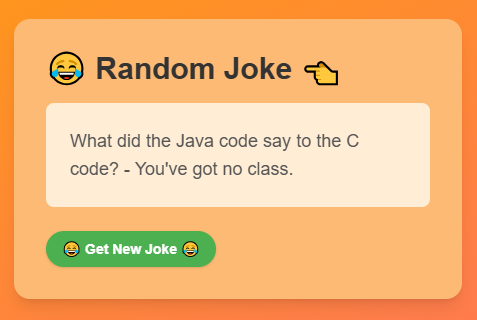 😂 Random Joke 👈
What did the Java code say to the C
code? - You've got no class.
😂 Get New Joke 😂